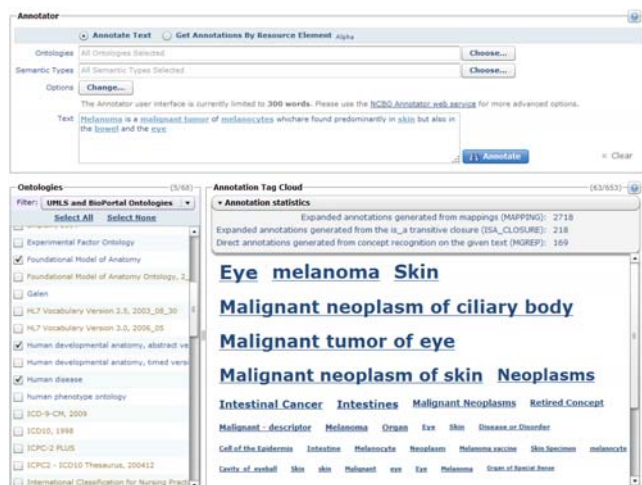 Annotator
Annotate Text Get Annotations By Resource Element Alpha
Ontologies All Ontologies Selected Choose...
Semantic Types All Semantic Types Selected Choose...
Options Change...
The Annotator user interface is currently limited to 300 words. Please use the NCBO Annotator web service for more advanced options.
Text Melanoma is a malignant tumor of melanocytes whichare found predominantly in skin but also in
the bowel and the eye
Annotate × Clear
Ontologies (5/68)
Filter: UMLS and BioPortal Ontologies
Select All Select None
Experimental Factor Ontology
Foundational Model of Anatomy
Foundational Model of Anatomy Ontology, 2_
Galen
HL7 Vocabulary Version 2.5, 2003_08_30
HL7 Vocabulary Version 3.0, 2006_05
Human developmental anatomy, abstract ve
Human developmental anatomy, timed versi
Human disease
human phenotype ontology
ICD-9-CM, 2009
ICD10, 1998
ICPC-2 PLUS
ICPC2 - ICD10 Thesaurus, 200412
International Classification for Nursing Pract
Annotation Tag Cloud (63/653)
Annotation statistics
Expanded annotations generated from mappings (MAPPING): 2718
Expanded annotations generated from the is_a transitive closure (ISA_CLOSURE): 218
Direct annotations generated from concept recognition on the given text (MGREP): 169
Eye melanoma Skin
Malignant neoplasm of ciliary body
Malignant tumor of eye
Malignant neoplasm of skin Neoplasms
Intestinal Cancer Intestines Malignant Neoplasms Retired Concept
Malignant - descriptor Melanoma Organ Eye Skin Disease or Disorder
Cell of the Epidermis Intestine Melanocyte Neoplasm Melanoma vaccine Skin Specimen melanocyte
Cavity of eyeball Skin skin Malignant eye Eye Melanoma Organ of Special Sense